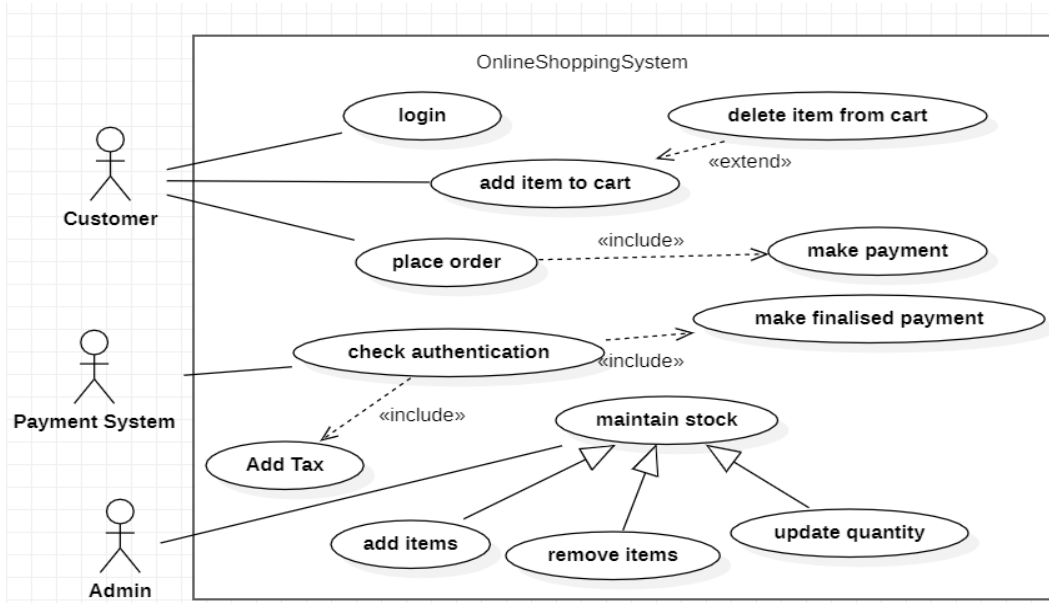 OnlineShoppingSystem
login
delete item from cart
«extend»
add item to cart
Customer
«include»
place order
make payment
make finalised payment
check authentication
«include»
Payment System
«include»
maintain stock
Add Tax
add items
remove items
update quantity
Admin